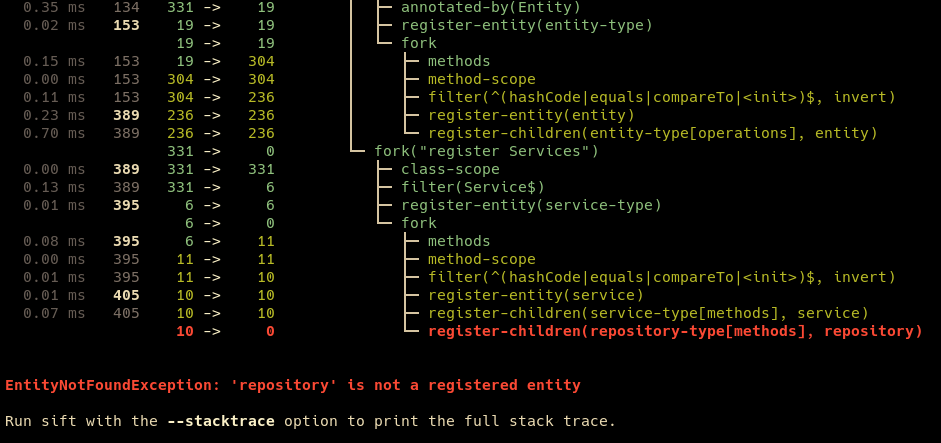 0.35 ms 134 331 -> 19 annotated-by(Entity)
0.02 ms 153 19 -> 19 register-entity(entity-type)
19 -> 19 fork
0.15 ms 153 19 -> 304 methods
0.00 ms 153 304 -> 304 method-scope
0.11 ms 153 304 -> 236 filter(^(hashCode|equals|compareTo|<init>)$, invert)
0.23 ms 389 236 -> 236 register-entity(entity)
0.70 ms 389 236 -> 236 register-children(entity-type[operations], entity)
331 -> 0 fork("register Services")
0.00 ms 389 331 -> 331 class-scope
0.13 ms 389 331 -> 6 filter(Service$)
0.01 ms 395 6 -> 6 register-entity(service-type)
6 -> 0 fork
0.08 ms 395 6 -> 11 methods
0.00 ms 395 11 -> 11 method-scope
0.01 ms 395 11 -> 10 filter(^(hashCode|equals|compareTo|<init>)$, invert)
0.01 ms 405 10 -> 10 register-entity(service)
0.07 ms 405 10 -> 10 register-children(service-type[methods], service)
10 -> 0 register-children(repository-type[methods], repository)
EntityNotFoundException: 'repository' is not a registered entity
Run sift with the --stacktrace option to print the full stack trace.